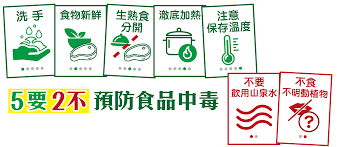 洗手
食物新鮮
生熟食
分開
徹底加熱
注意
保存溫度
5要2不 預防食品中毒
不要
飲用山泉水
不食
不明動植物